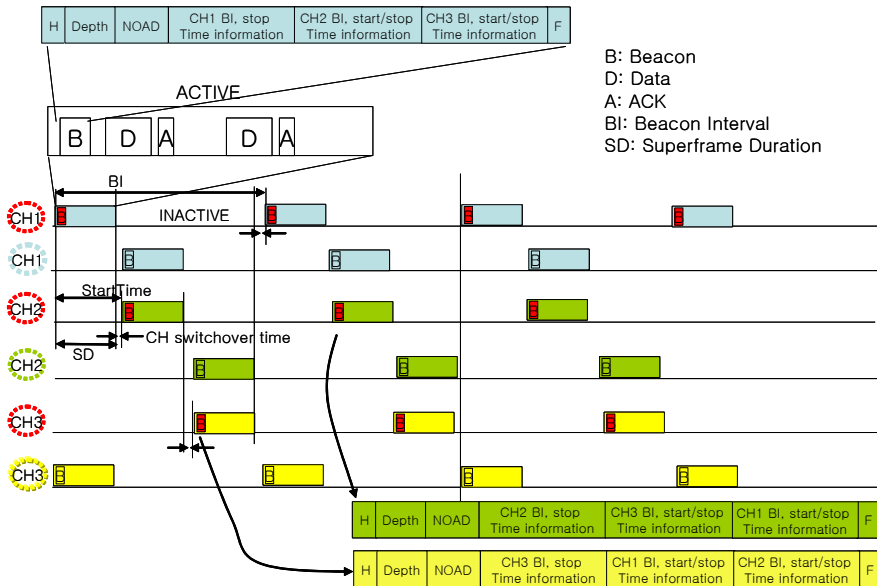 H Depth NOAD CH1 BI, stop Time information CH2 BI, start/stop Time information CH3 BI, start/stop Time information F
B: Beacon
D: Data
A: ACK
BI: Beacon Interval
SD: Superframe Duration
ACTIVE
B D A D A
BI
CH1 B INACTIVE B B B
CH1 B B B
StartTime
CH2 B B B
CH switchover time
SD
CH2 B B B
CH3 B B B
CH3 B B B B
H Depth NOAD CH2 BI, stop Time information CH3 BI, start/stop Time information CH1 BI, start/stop Time information F
H Depth NOAD CH3 BI, stop Time information CH1 BI, start/stop Time information CH2 BI, start/stop Time information F